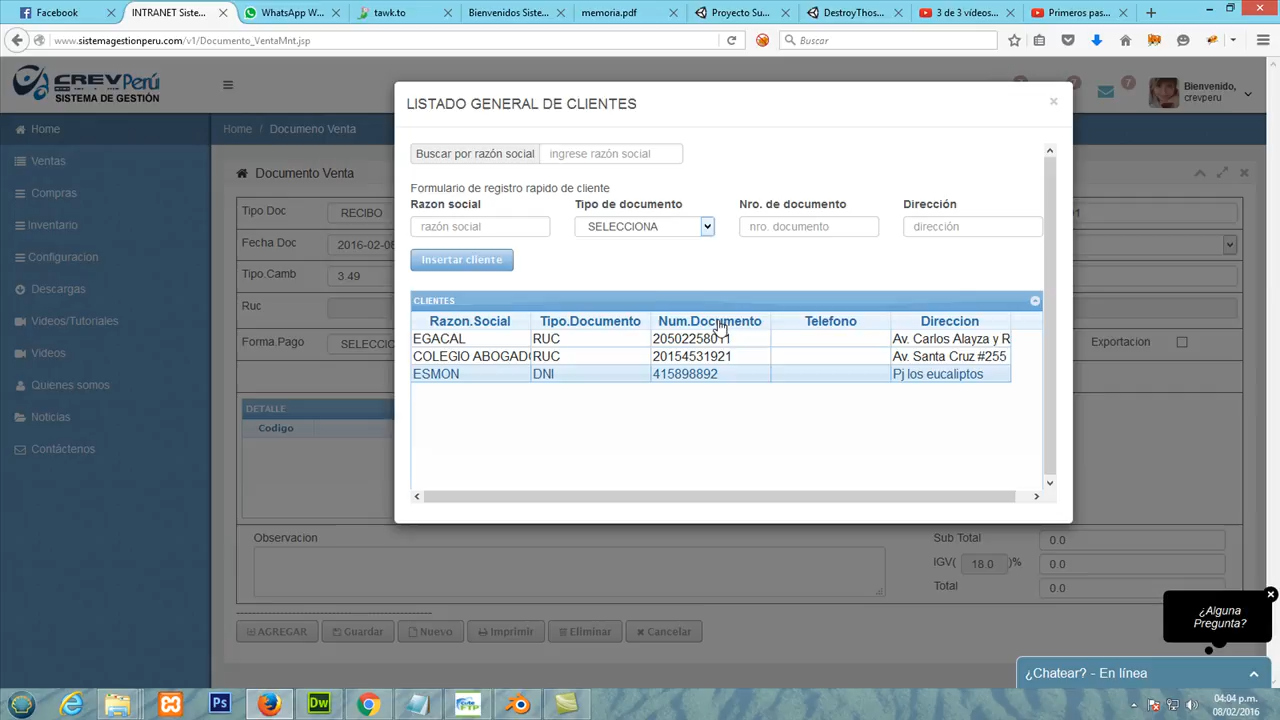 Facebook
INTRANET Siste...
WhatsApp W...
tawk.to
Bienvenidos Siste...
memoria.pdf
Proyecto Su...
DestroyThos...
3 de 3 vídeos...
Primeros pas...
www.sistemagestionperu.com/v1/Documento_VentaMnt.jsp
Buscar
CREVPerú
SISTEMA DE GESTIÓN
7
Bienvenido,
crevperu
Home
Ventas
Compras
Inventario
Configuracion
Descargas
Videos/Tutoriales
Videos
Quienes somos
Noticias
Contáctenos
Home / Documeno Venta
Documento Venta
Tipo Doc
RECIBO
Fecha Doc
2016-02-08
Tipo.Camb
3.49
Ruc
Forma.Pago
SELECCIO
Exportacion
DETALLE
Codigo
LISTADO GENERAL DE CLIENTES
×
Buscar por razón social
ingrese razón social
Formulario de registro rapido de cliente
Razon social
Tipo de documento
Nro. de documento
Dirección
razón social
SELECCIONA
nro. documento
dirección
Insertar cliente
CLIENTES
Razon.Social Tipo.Documento Num.Documento Telefono Direccion
EGACAL RUC 20502258011 Av. Carlos Alayza y R
COLEGIO ABOGAD RUC 20154531921 Av. Santa Cruz #255
ESMON DNI 415898892 Pj los eucaliptos
Observacion
Sub Total
0.0
IGV( 18.0 )%
0.0
Total
0.0
AGREGAR
Guardar
Nuevo
Imprimir
Eliminar
Cancelar
¿Alguna
Pregunta?
¿Chatear? - En línea
Ps
Dw
04:04 p.m.
08/02/2016